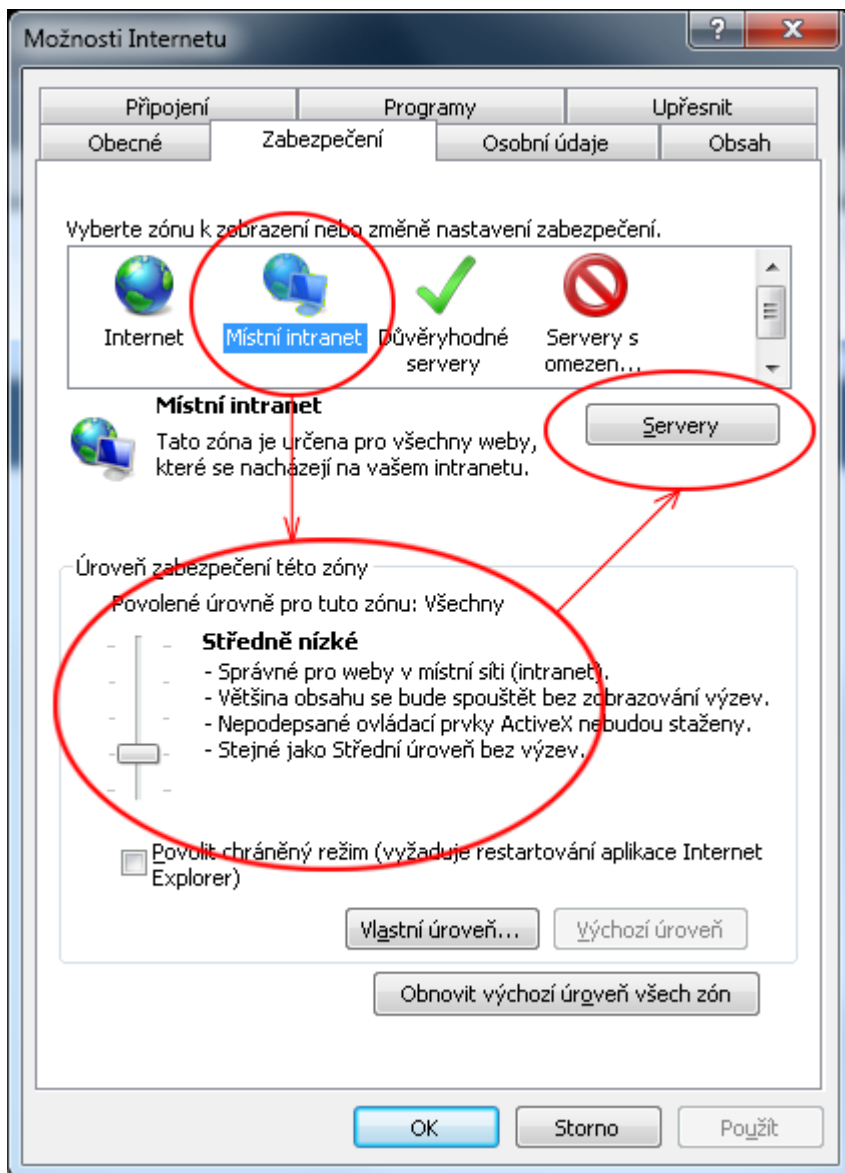 Možnosti Internetu
Připojení Programy Upřesnit
Obecné Zabezpečení Osobní údaje Obsah
Vyberte zónu k zobrazení nebo změně nastavení zabezpečení.
Internet Místní intranet Důvěryhodné servery Servery s omezen...
Místní intranet
Servery
Tato zóna je určena pro všechny weby,
které se nacházejí na vašem intranetu.
Úroveň zabezpečení této zóny
Povolené úrovně pro tuto zónu: Všechny
Středně nízké
- Správné pro weby v místní síti (intranet).
- Většina obsahu se bude spouštět bez zobrazování výzev.
- Nepodepsané ovládací prvky ActiveX nebudou staženy.
- Stejné jako Střední úroveň bez výzev.
Povolit chráněný režim (vyžaduje restartování aplikace Internet
Explorer)
Vlastní úroveň... Výchozí úroveň
Obnovit výchozí úroveň všech zón
OK Storno Použít